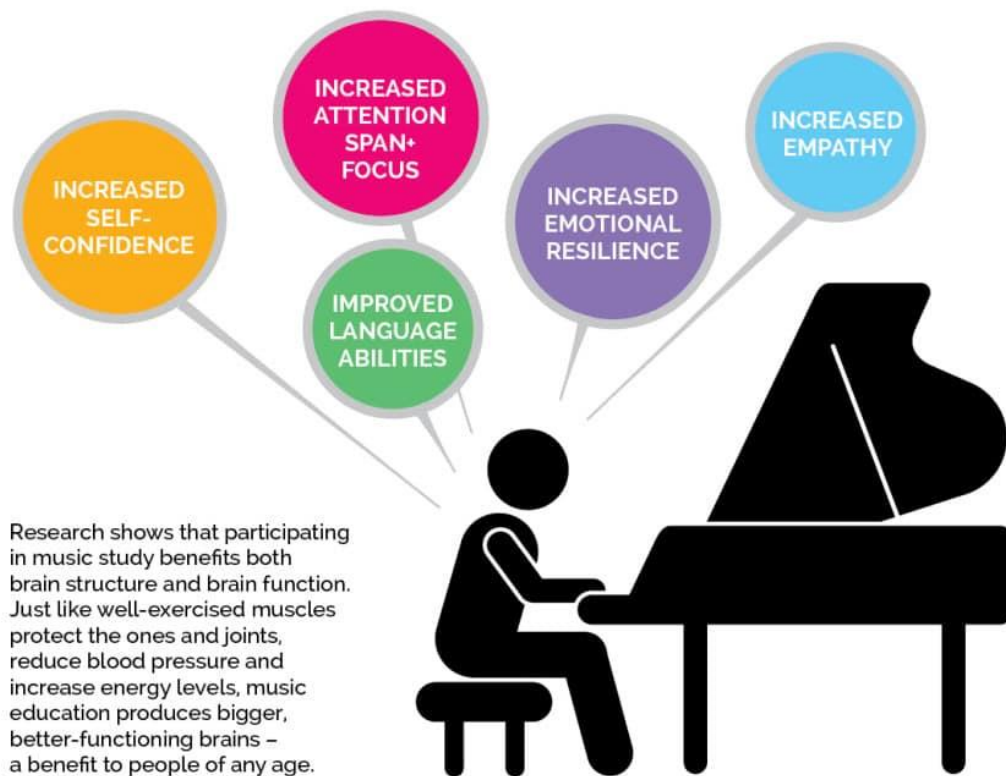 INCREASED
SELF-
CONFIDENCE
INCREASED
ATTENTION
SPAN+
FOCUS
IMPROVED
LANGUAGE
ABILITIES
INCREASED
EMOTIONAL
RESILIENCE
INCREASED
EMPATHY
Research shows that participating
in music study benefits both
brain structure and brain function.
Just like well-exercised muscles
protect the ones and joints,
reduce blood pressure and
increase energy levels, music
education produces bigger,
better-functioning brains –
a benefit to people of any age.